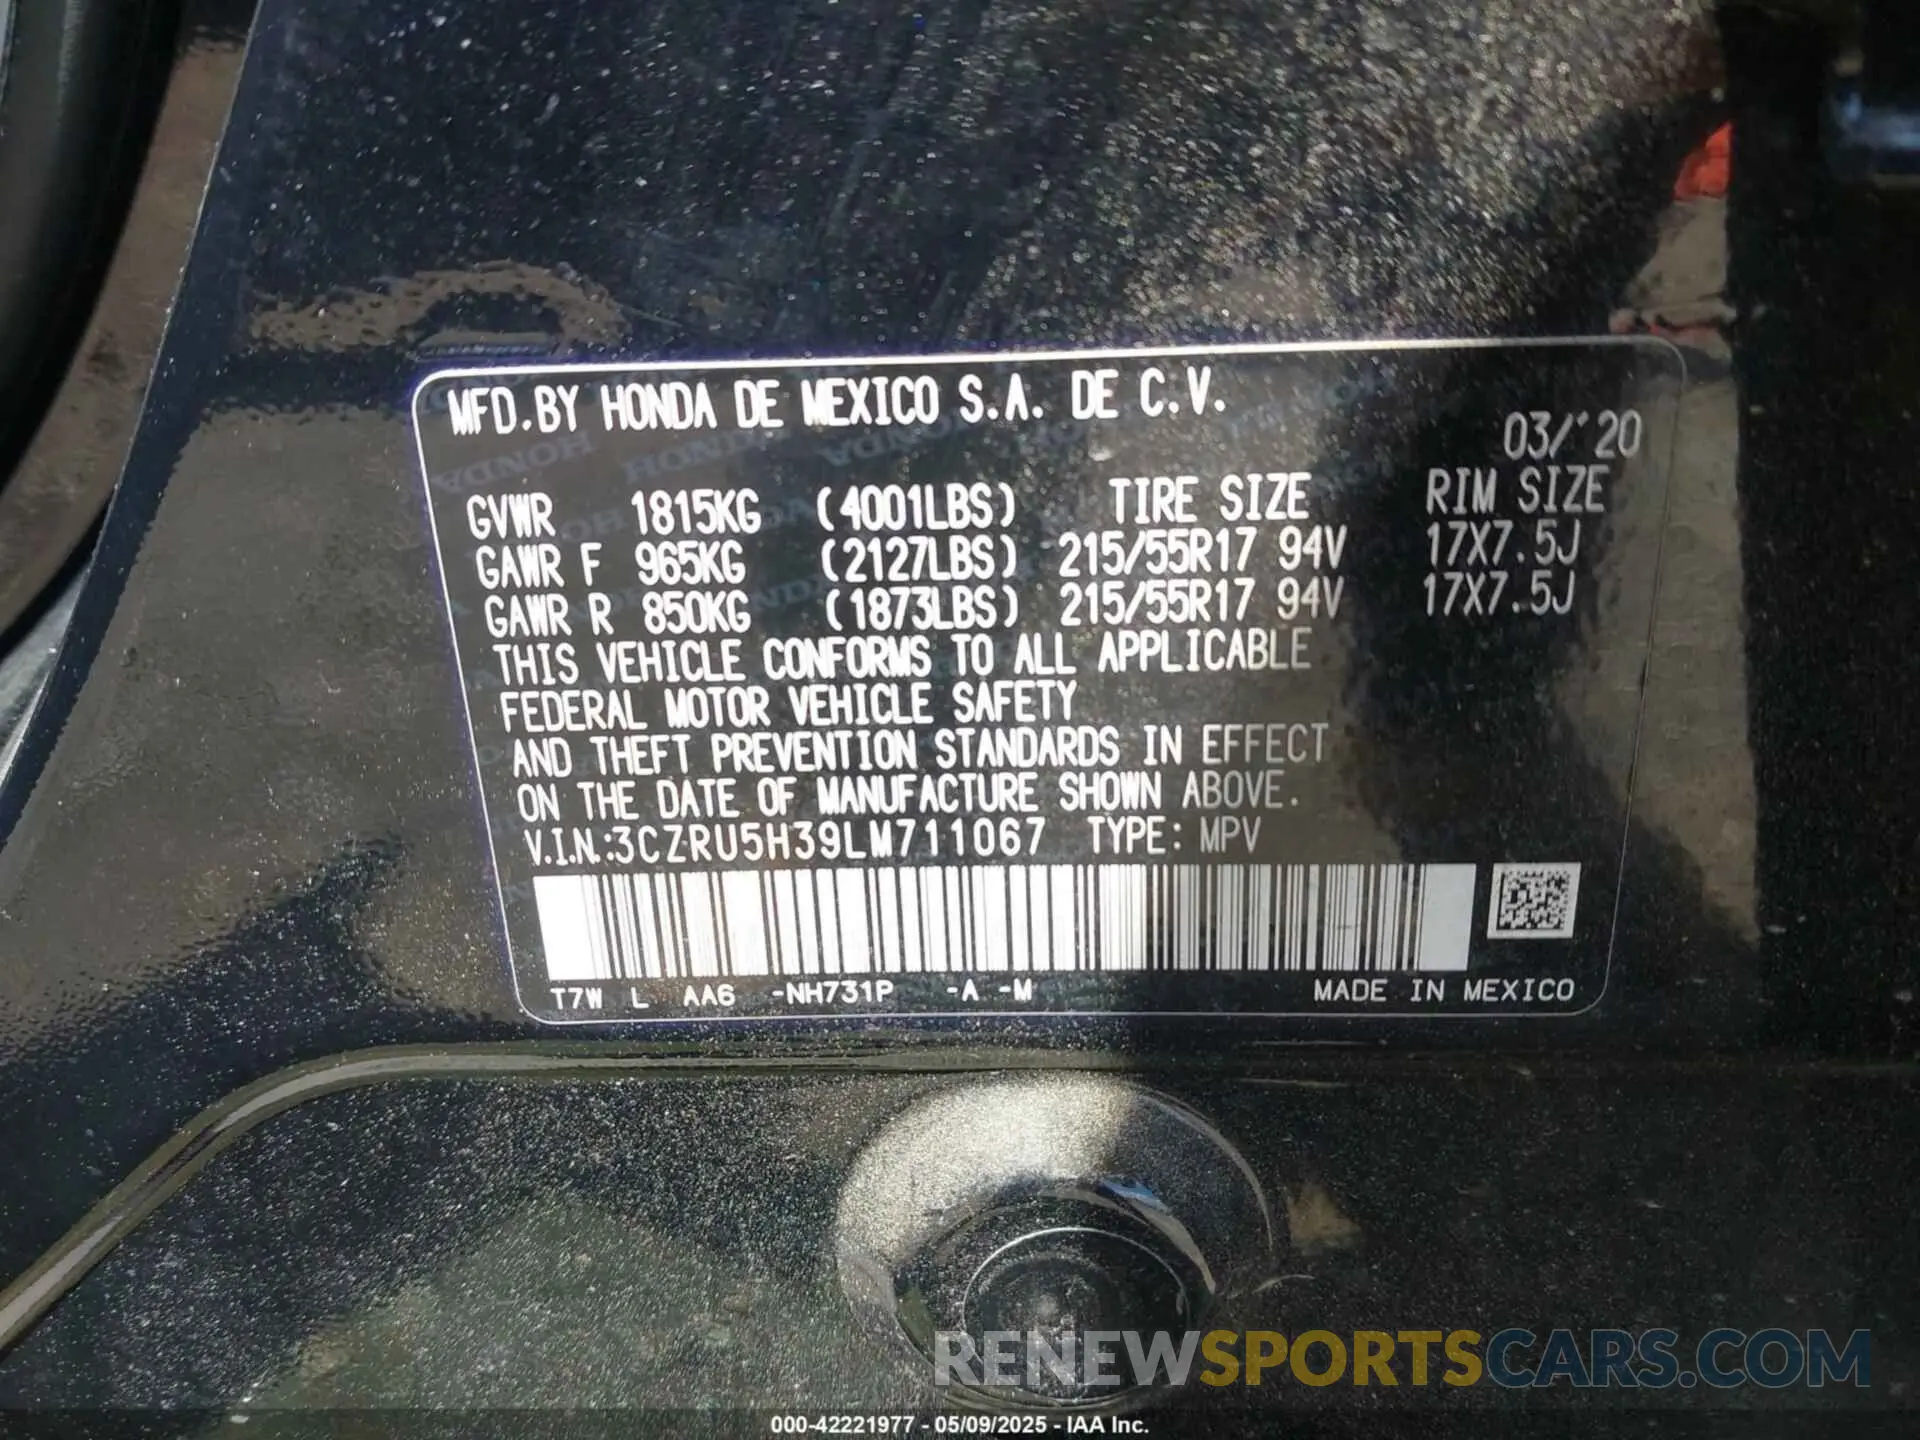 MFD.BY HONDA DE MEXICO S.A. DE C.V.
03/'20
GVWR 1815KG (4001LBS) TIRE SIZE RIM SIZE
GAWR F 965KG (2127LBS) 215/55R17 94V 17X7.5J
GAWR R 850KG (1873LBS) 215/55R17 94V 17X7.5J
THIS VEHICLE CONFORMS TO ALL APPLICABLE
FEDERAL MOTOR VEHICLE SAFETY
AND THEFT PREVENTION STANDARDS IN EFFECT
ON THE DATE OF MANUFACTURE SHOWN ABOVE.
V.I.N.:3CZRU5H39LM711067 TYPE: MPV
T7W L AA6 -NH731P -A -M MADE IN MEXICO
RENEWSPORTSCARS.COM
000-42221977 - 05/09/2025 - IAA Inc.